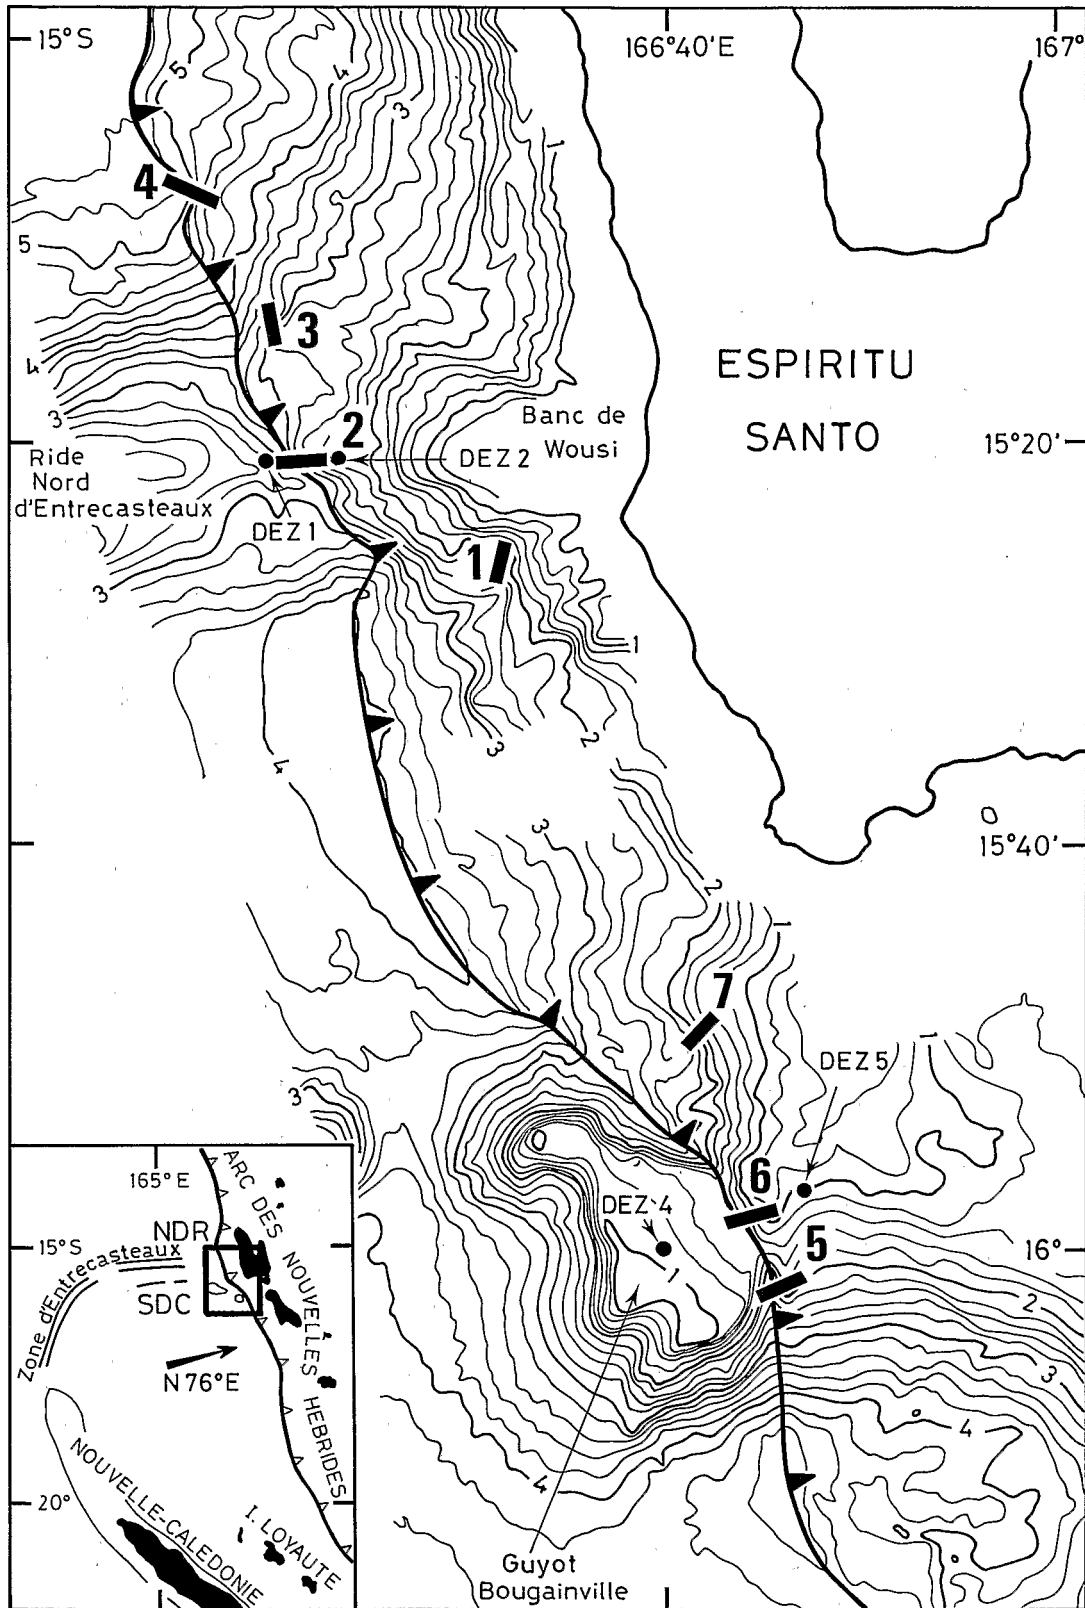 15°S
166°40'E
167°
5
4
3
1
4
5
3
ESPIRITU
SANTO
4
3
2
Banc de
Wousi
15°20'
Ride
Nord
d'Entrecasteaux
DEZ 2
DEZ 1
1
3
1
3
2
4
3
15°40'
2
1
7
1
DEZ 5
3
6
DEZ 4
5
16°
1
2
3
4
4
Guyot
Bougainville
165°E
ARC DES NOUVELLES HÉBRIDES
NDR
15°S
Zone d'Entrecasteaux
SDC
N 76°E
NOUVELLE-CALEDONIE
I. LOYAUTE
20°